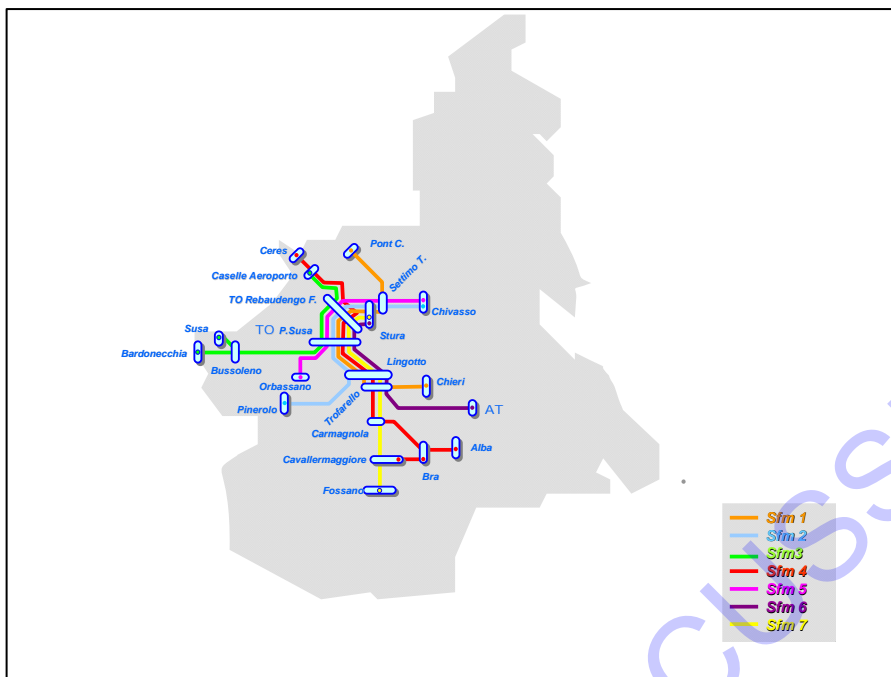 Pont C.
Ceres
Settimo T.
Caselle Aeroporto
TO Rebaudengo F.
Chivasso
Susa
TO P.Susa
Stura
Bardonecchia
Lingotto
Bussoleno
Chieri
Orbassano
Trofarello
Pinerolo
AT
Carmagnola
Alba
Cavallermaggiore
Bra
Fossano
Sfm 1
Sfm 2
Sfm3
Sfm 4
Sfm 5
Sfm 6
Sfm 7
CUSS